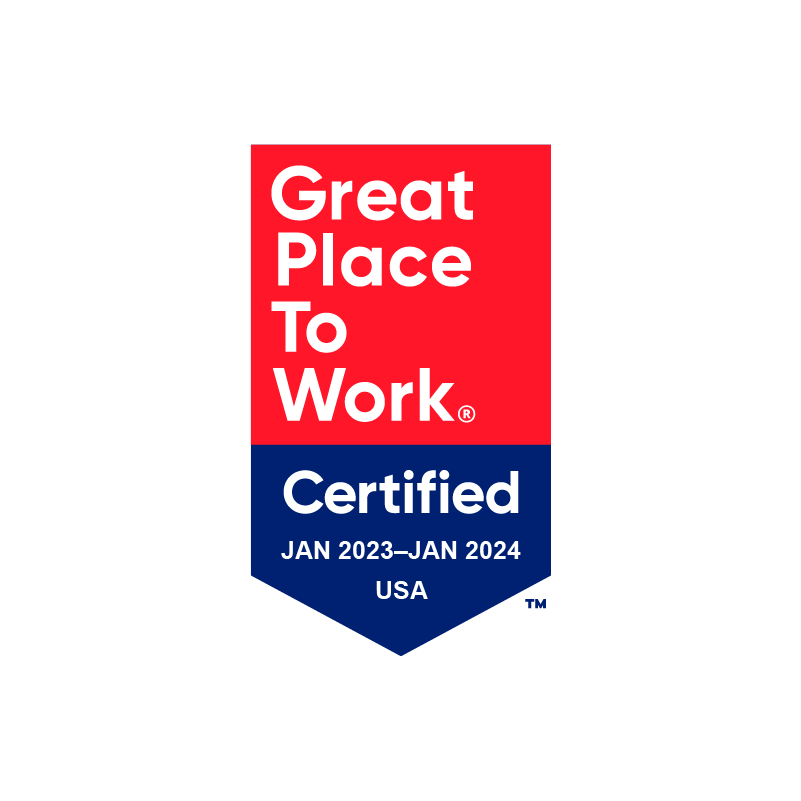 Great
Place
To
Work®
Certified
JAN 2023–JAN 2024
USA
TM